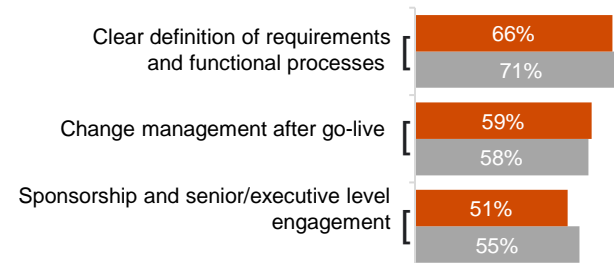 Clear definition of requirements
and functional processes
66%
71%
Change management after go-live
59%
58%
Sponsorship and senior/executive level
engagement
51%
55%